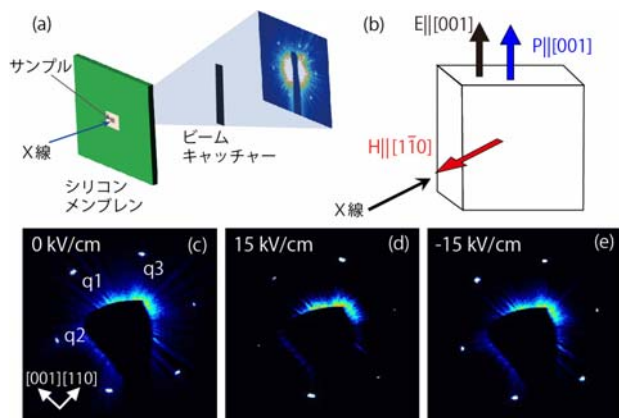 (a)
サンプル
X線
シリコン
メンブレン
ビーム
キャッチャー
(b)
E||[001]
P||[001]
H||[11̅0]
X線
0 kV/cm
(c)
q1
q3
q2
[001][110]
15 kV/cm
(d)
-15 kV/cm
(e)